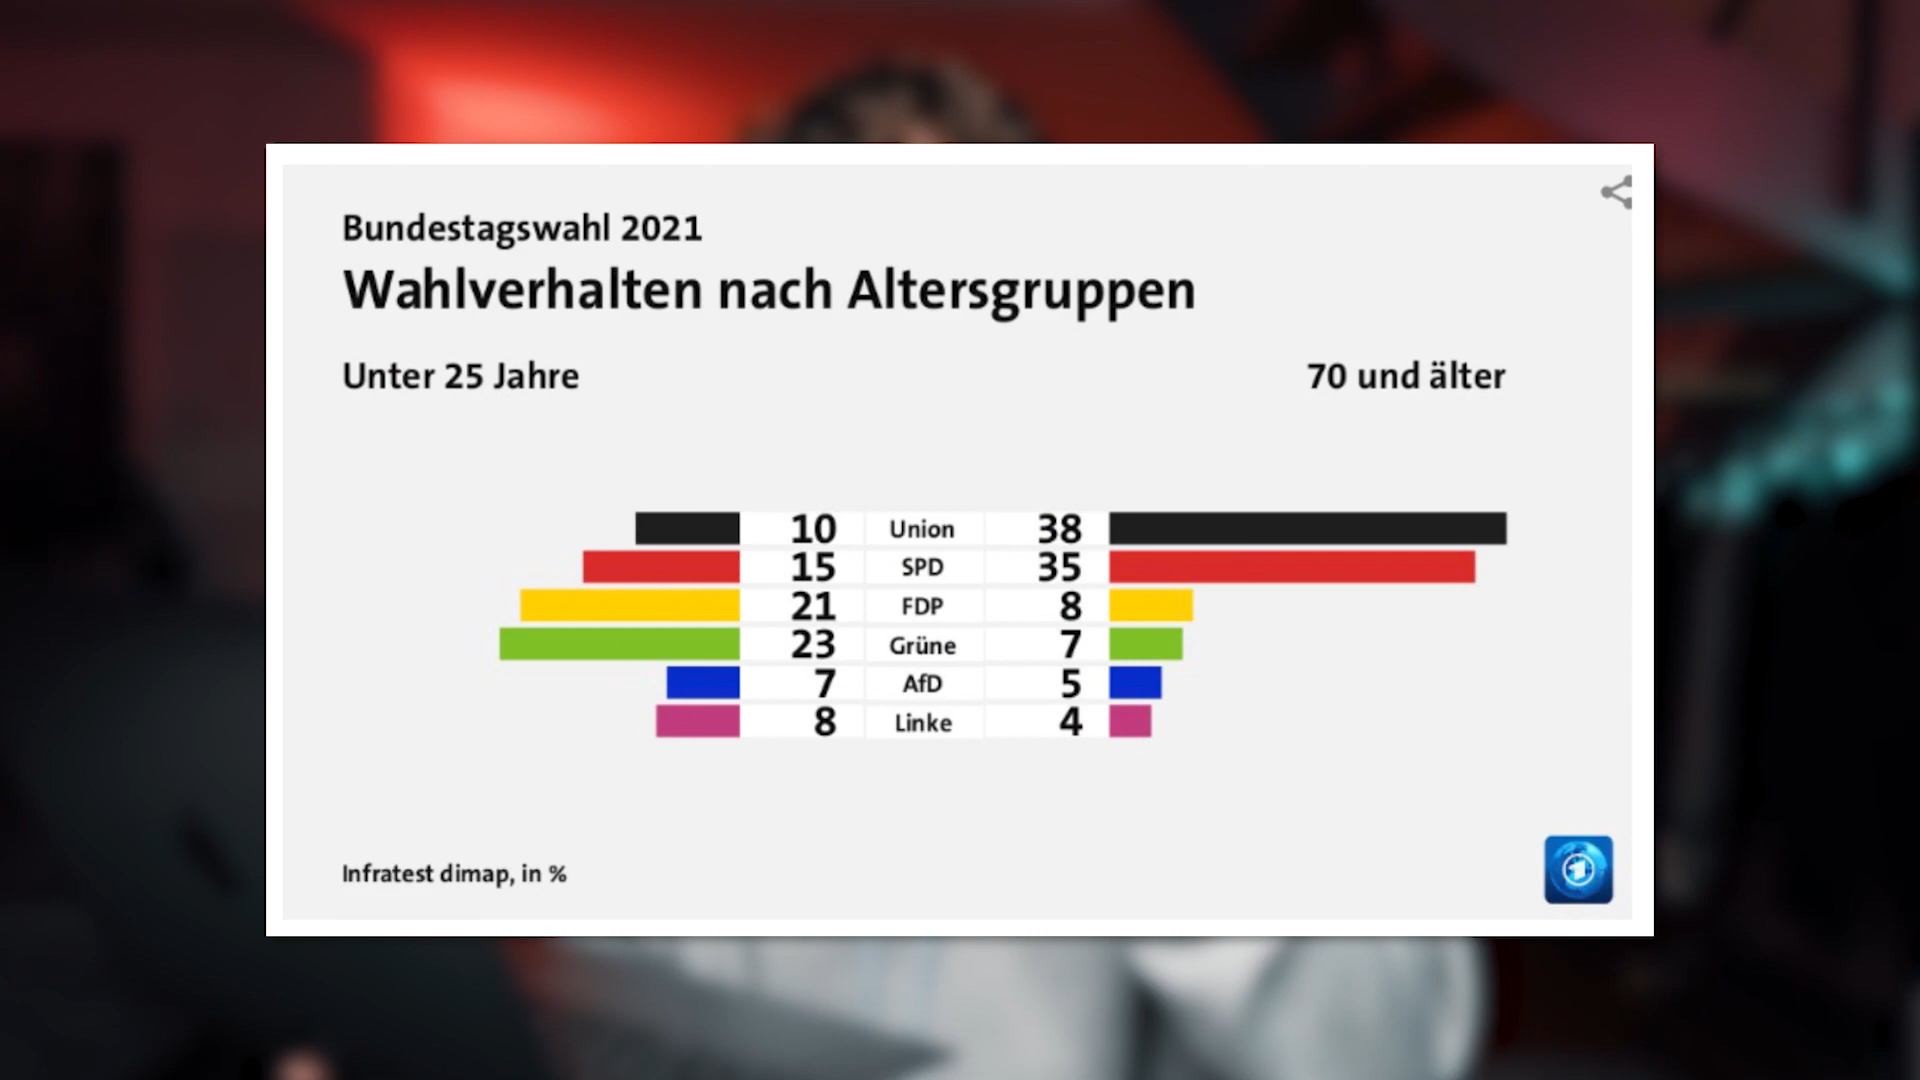 Bundestagswahl 2021
Wahlverhalten nach Altersgruppen
Unter 25 Jahre 70 und älter
10 Union 38
15 SPD 35
21 FDP 8
23 Grüne 7
7 AfD 5
8 Linke 4
Infratest dimap, in %